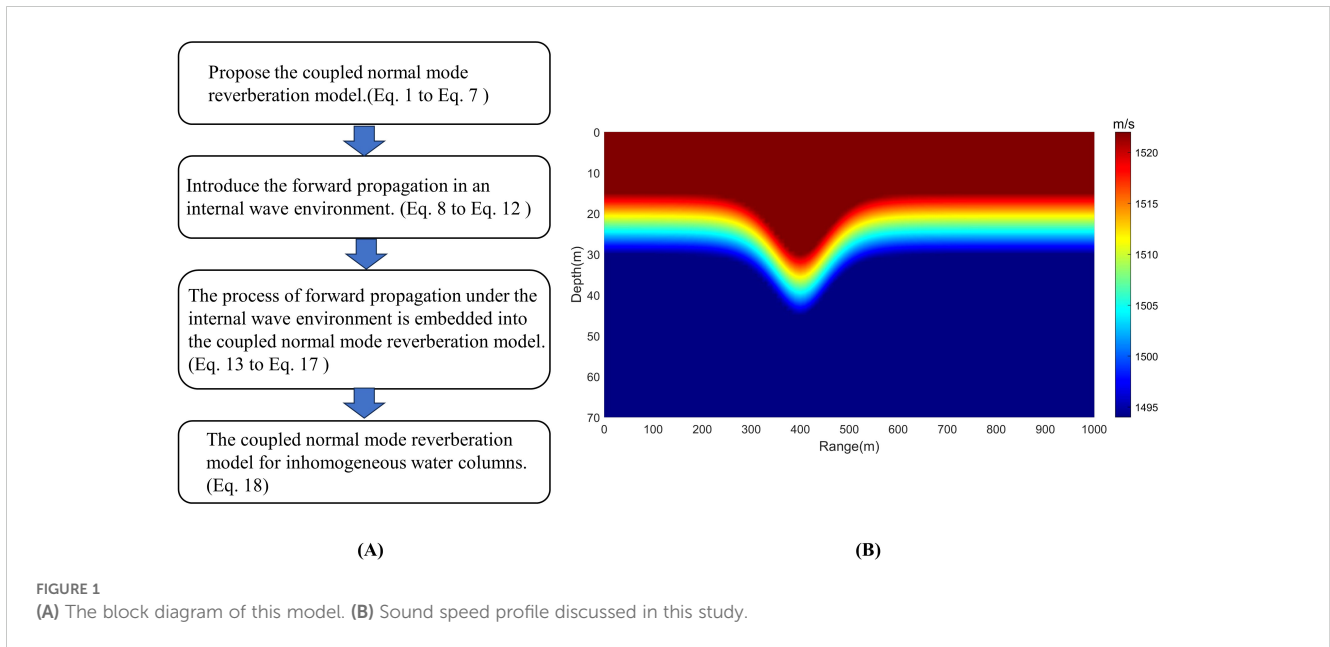 Propose the coupled normal mode
reverberation model.(Eq. 1 to Eq. 7 )
Introduce the forward propagation in an
internal wave environment. (Eq. 8 to Eq. 12 )
The process of forward propagation under the
internal wave environment is embedded into
the coupled normal mode reverberation model.
(Eq. 13 to Eq. 17 )
The coupled normal mode reverberation
model for inhomogeneous water columns.
(Eq. 18)
(A)
m/s
0
10
20
30
40
50
60
70
Depth(m)
0 100 200 300 400 500 600 700 800 900 1000
Range(m)
1520
1515
1510
1505
1500
1495
(B)
FIGURE 1
(A) The block diagram of this model. (B) Sound speed profile discussed in this study.